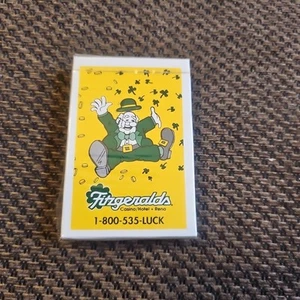 Fitzgeralds
Casino/Hotel • Reno
1-800-535-LUCK